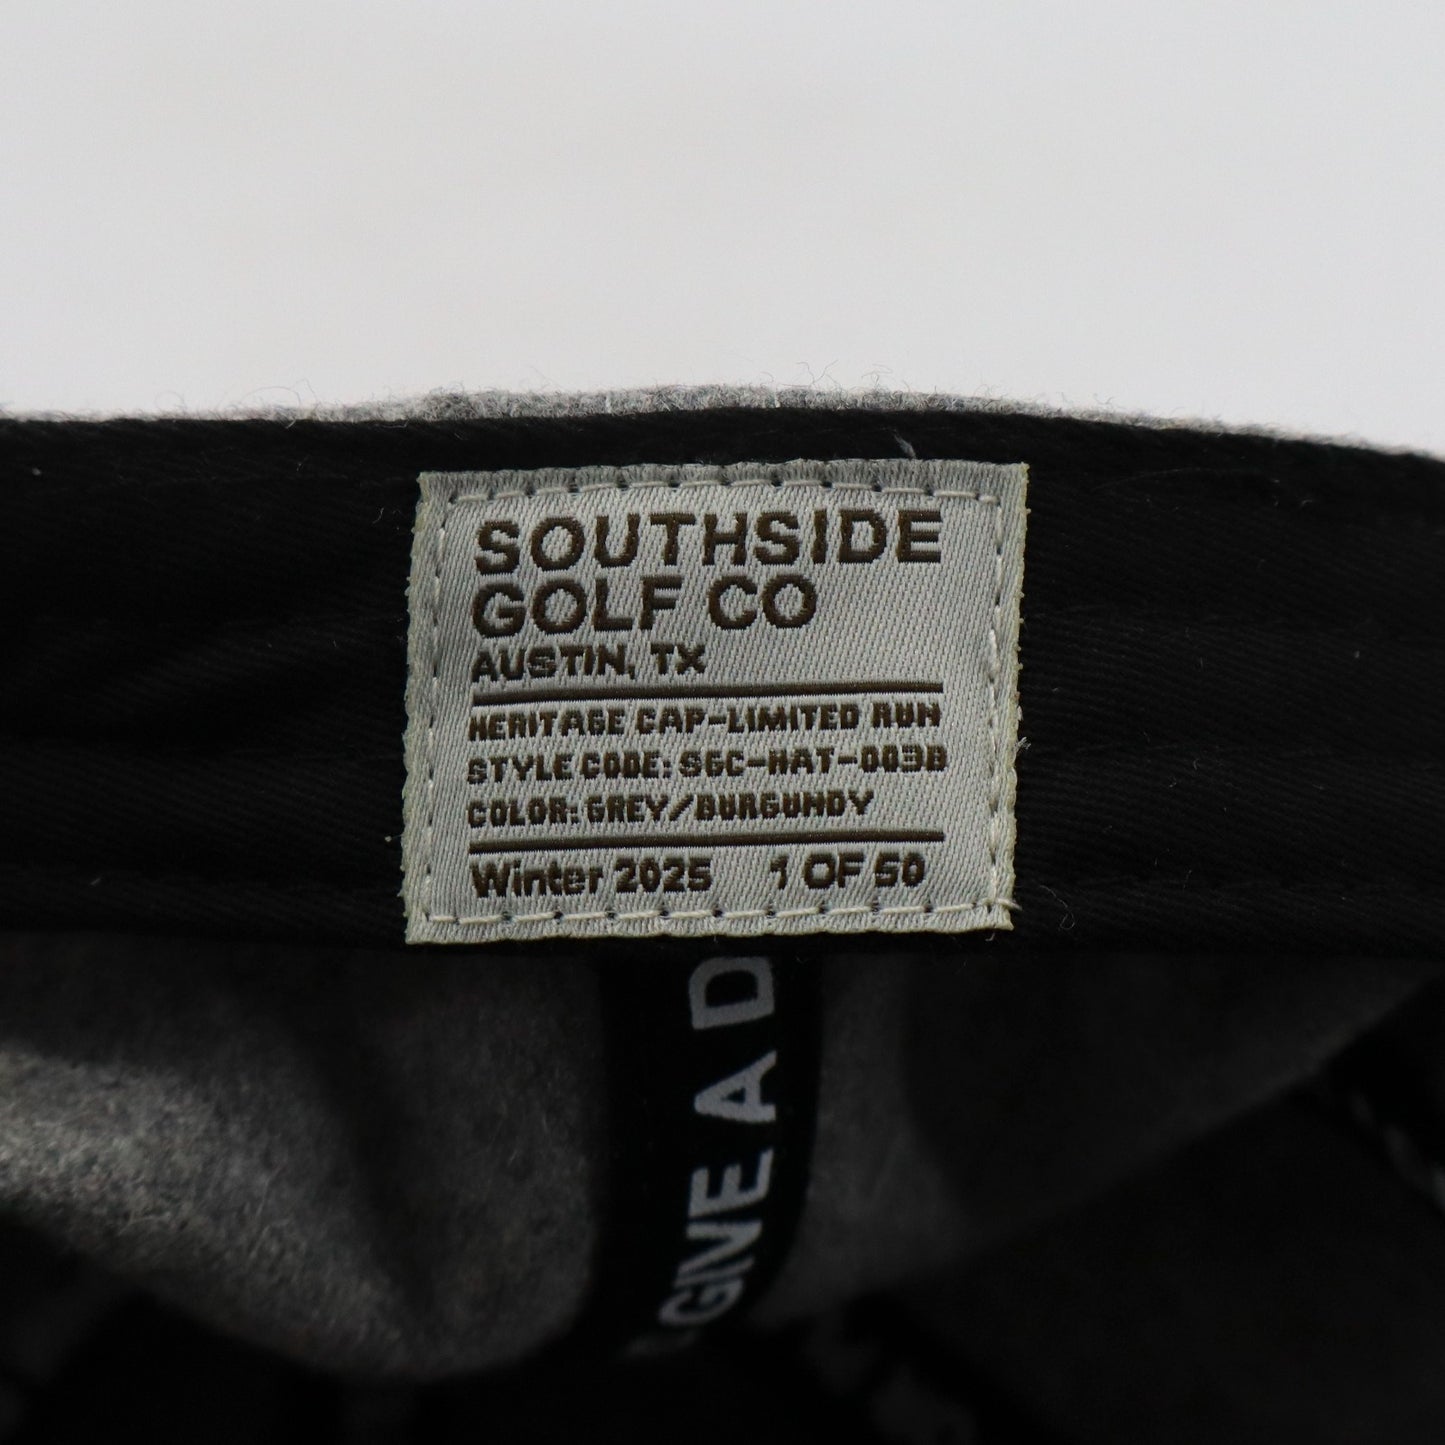 SOUTHSIDE
GOLF CO
AUSTIN, TX
HERITAGE CAP-LIMITED RUN
STYLE CODE: SGC-HAT-003B
COLOR: GREY/BURGUNDY
Winter 2025 1 OF 50
GIVE A D